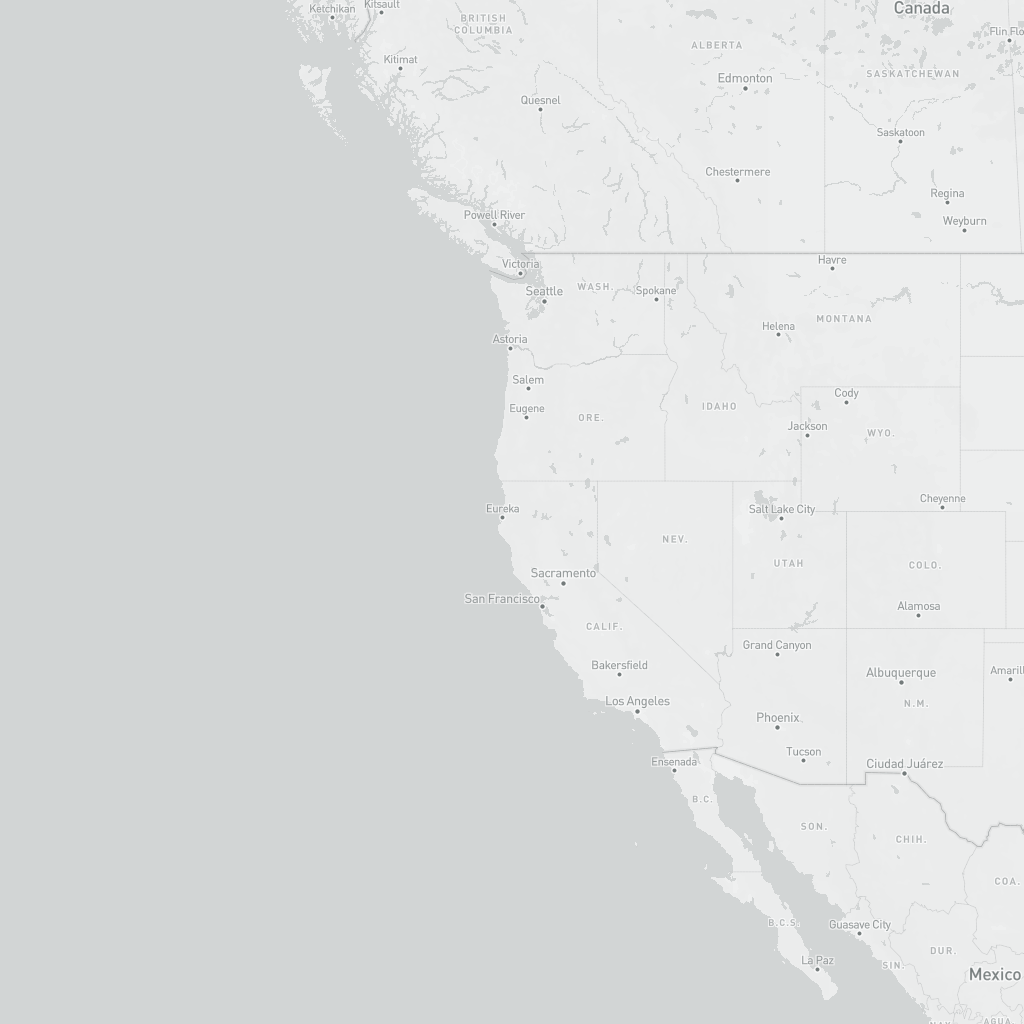 Ketchikan
Kitsault
Canada
BRITISH
COLUMBIA
Flin Flo
ALBERTA
Kitimat
SASKATCHEWAN
Edmonton
Quesnel
Saskatoon
Chestermere
Regina
Powell River
Weyburn
Victoria
Havre
Seattle
WASH.
Spokane
MONTANA
Helena
Astoria
Salem
Cody
Eugene
IDAHO
ORE.
Jackson
WYO.
Cheyenne
Eureka
Salt Lake City
NEV.
UTAH
COLO.
Sacramento
San Francisco
Alamosa
CALIF.
Grand Canyon
Bakersfield
Albuquerque
Amarill
Los Angeles
N.M.
Phoenix
Tucson
Ensenada
Ciudad Juárez
B.C.
SON.
CHIH.
COA.
B.C.S.
Guasave City
DUR.
La Paz
SIN.
Mexico